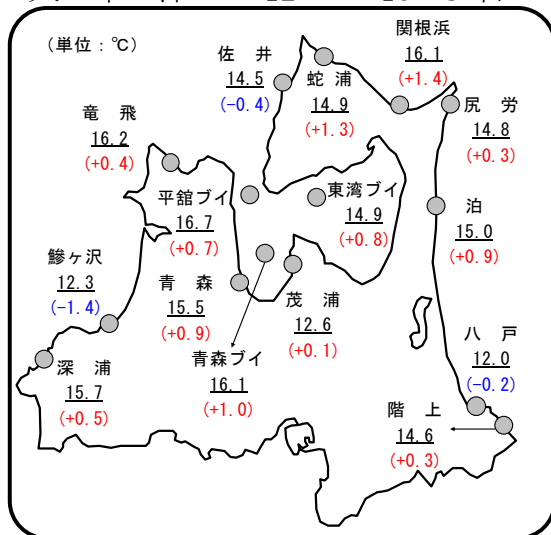 (単位：℃)
関根浜
16.1
(+1.4)
佐 井
14.5
(-0.4)
蛇 浦
14.9
(+1.3)
尻 労
14.8
(+0.3)
竜 飛
16.2
(+0.4)
平舘ブイ
16.7
(+0.7)
東湾ブイ
14.9
(+0.8)
泊
15.0
(+0.9)
鰺ヶ沢
12.3
(-1.4)
青 森
15.5
(+0.9)
茂 浦
12.6
(+0.1)
八 戸
12.0
(-0.2)
深 浦
15.7
(+0.5)
青森ブイ
16.1
(+1.0)
階 上
14.6
(+0.3)